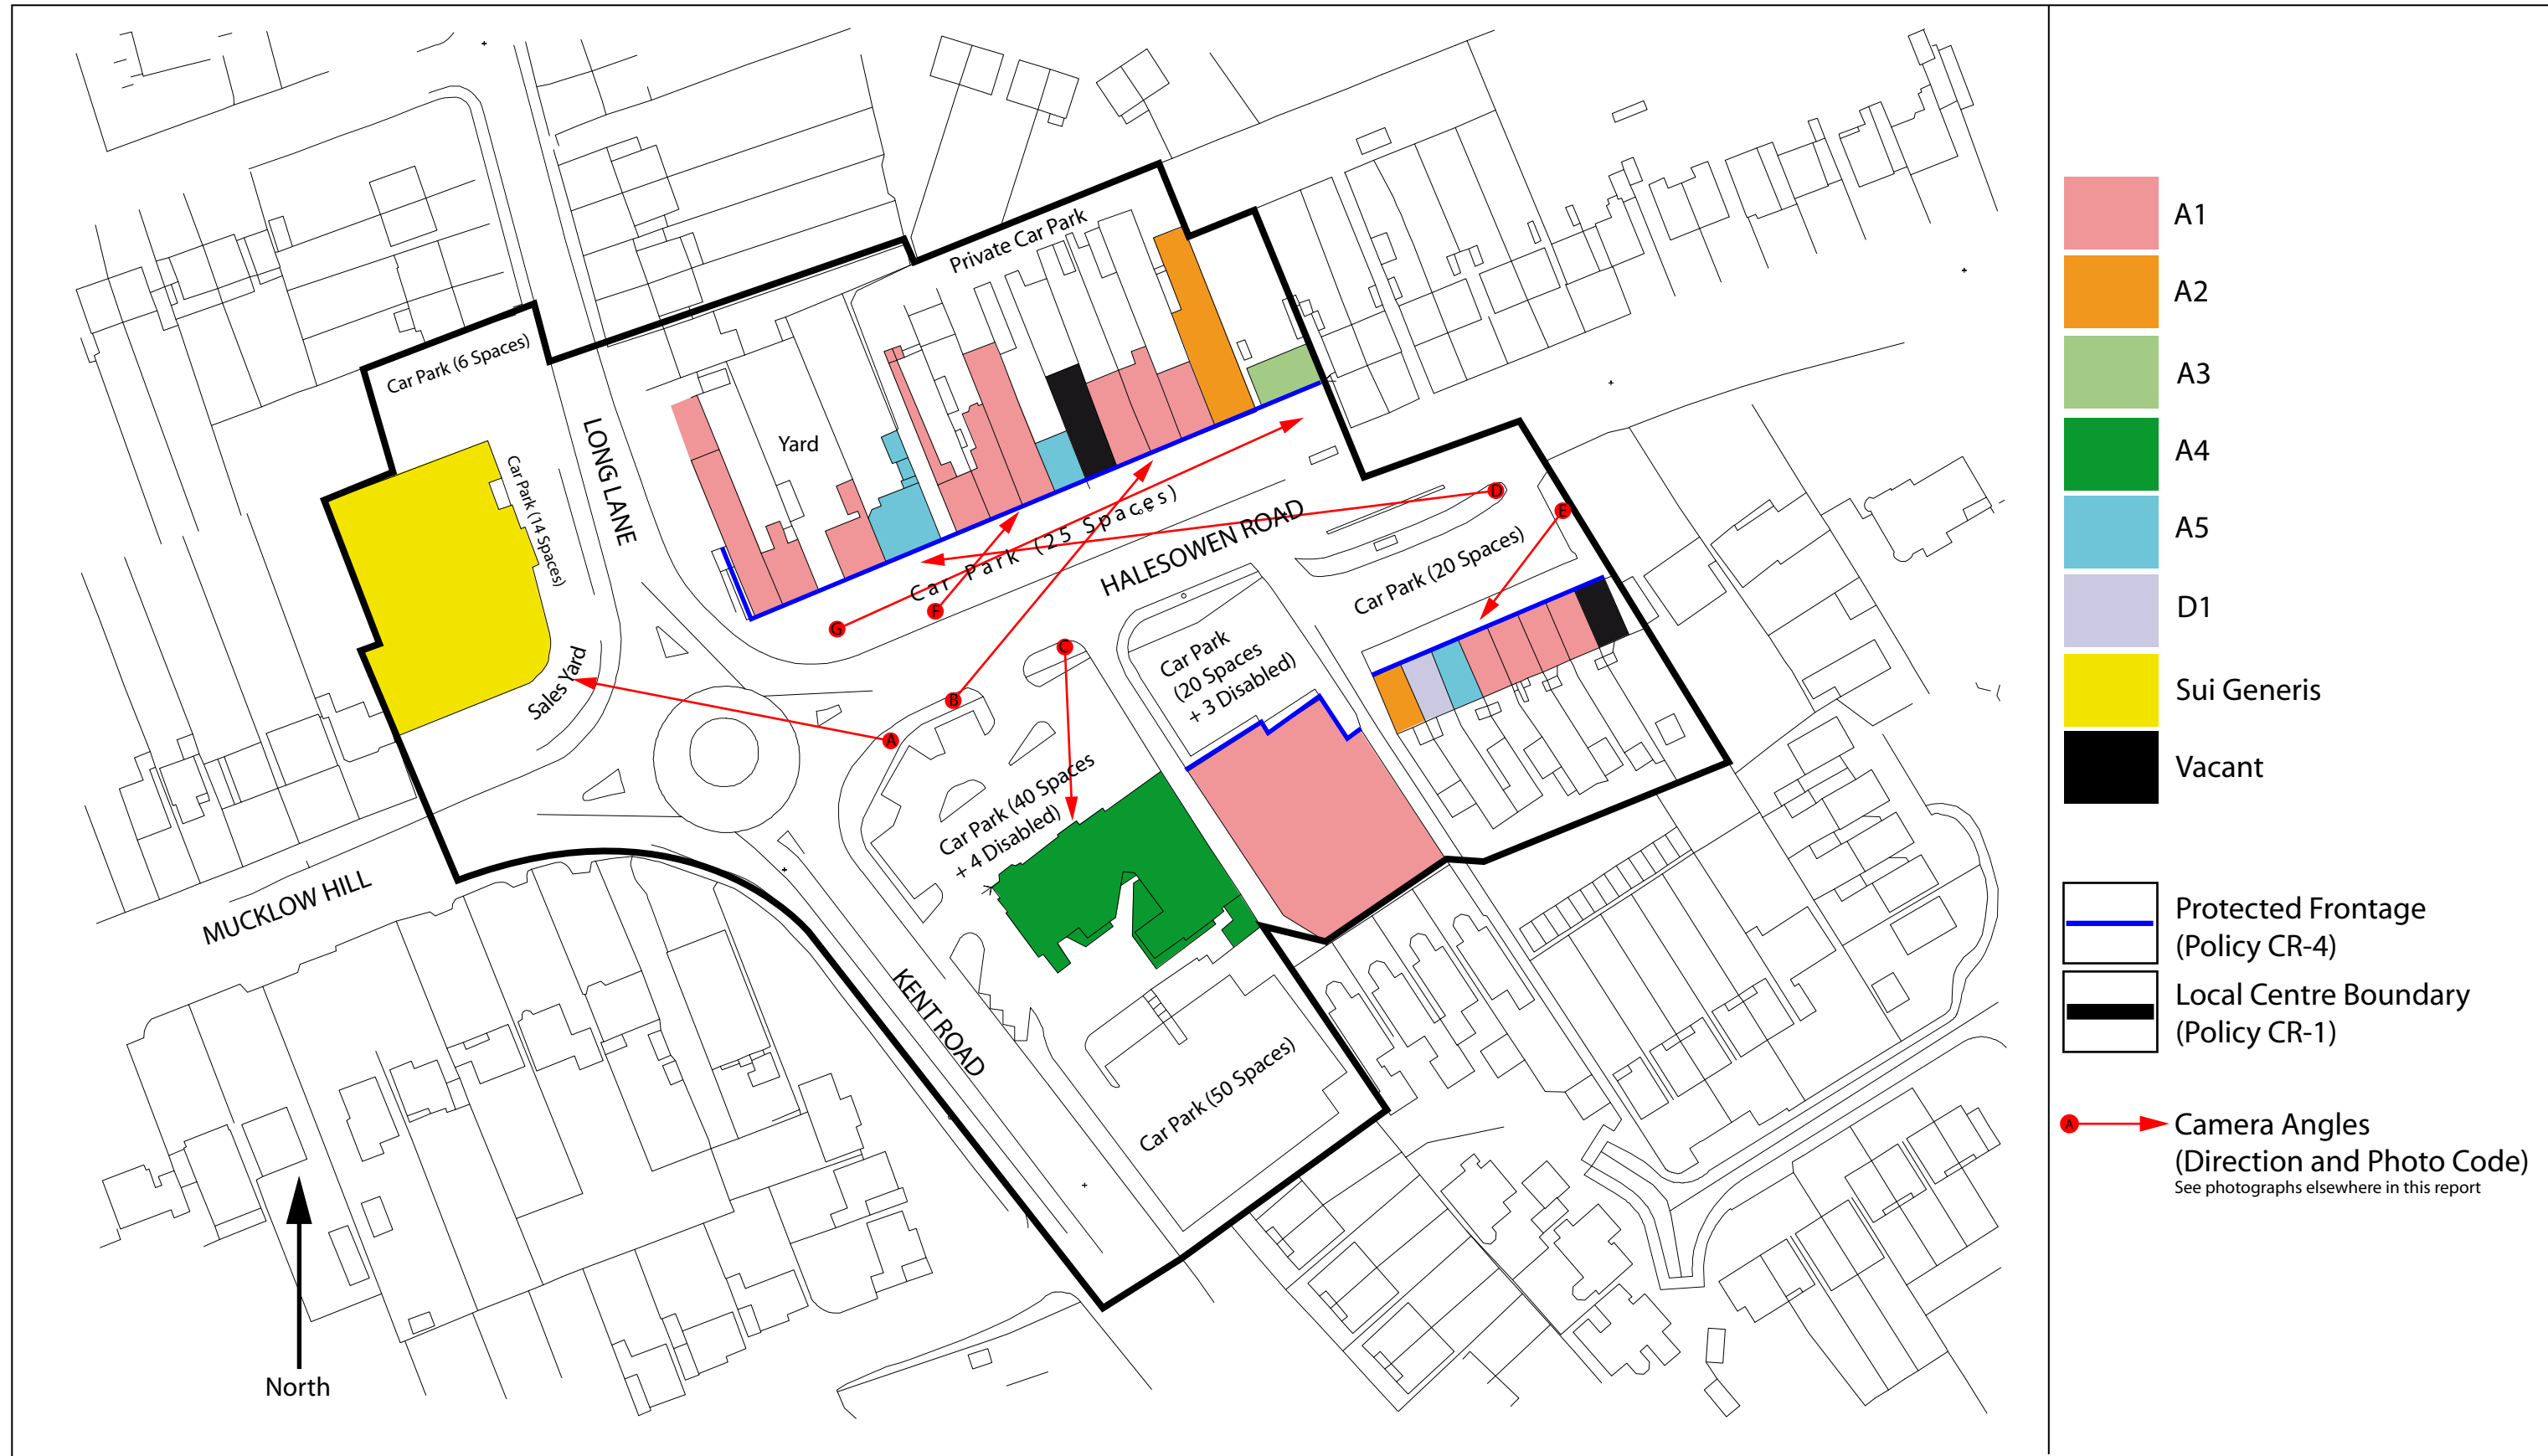 Private Car Park
Car Park (6 Spaces)
LONG LANE
Yard
Car Park (14 Spaces)
Car Park (25 Spaces)
HALESOWEN ROAD
D
E
Car Park (20 Spaces)
G
F
C
B
A
Car Park
(20 Spaces
+ 3 Disabled)
Sales Yard
Car Park (40 Spaces
+ 4 Disabled)
MUCKLOW HILL
KENT ROAD
Car Park (50 Spaces)
North
A1
A2
A3
A4
A5
D1
Sui Generis
Vacant
Protected Frontage
(Policy CR-4)
Local Centre Boundary
(Policy CR-1)
A
Camera Angles
(Direction and Photo Code)
See photographs elsewhere in this report